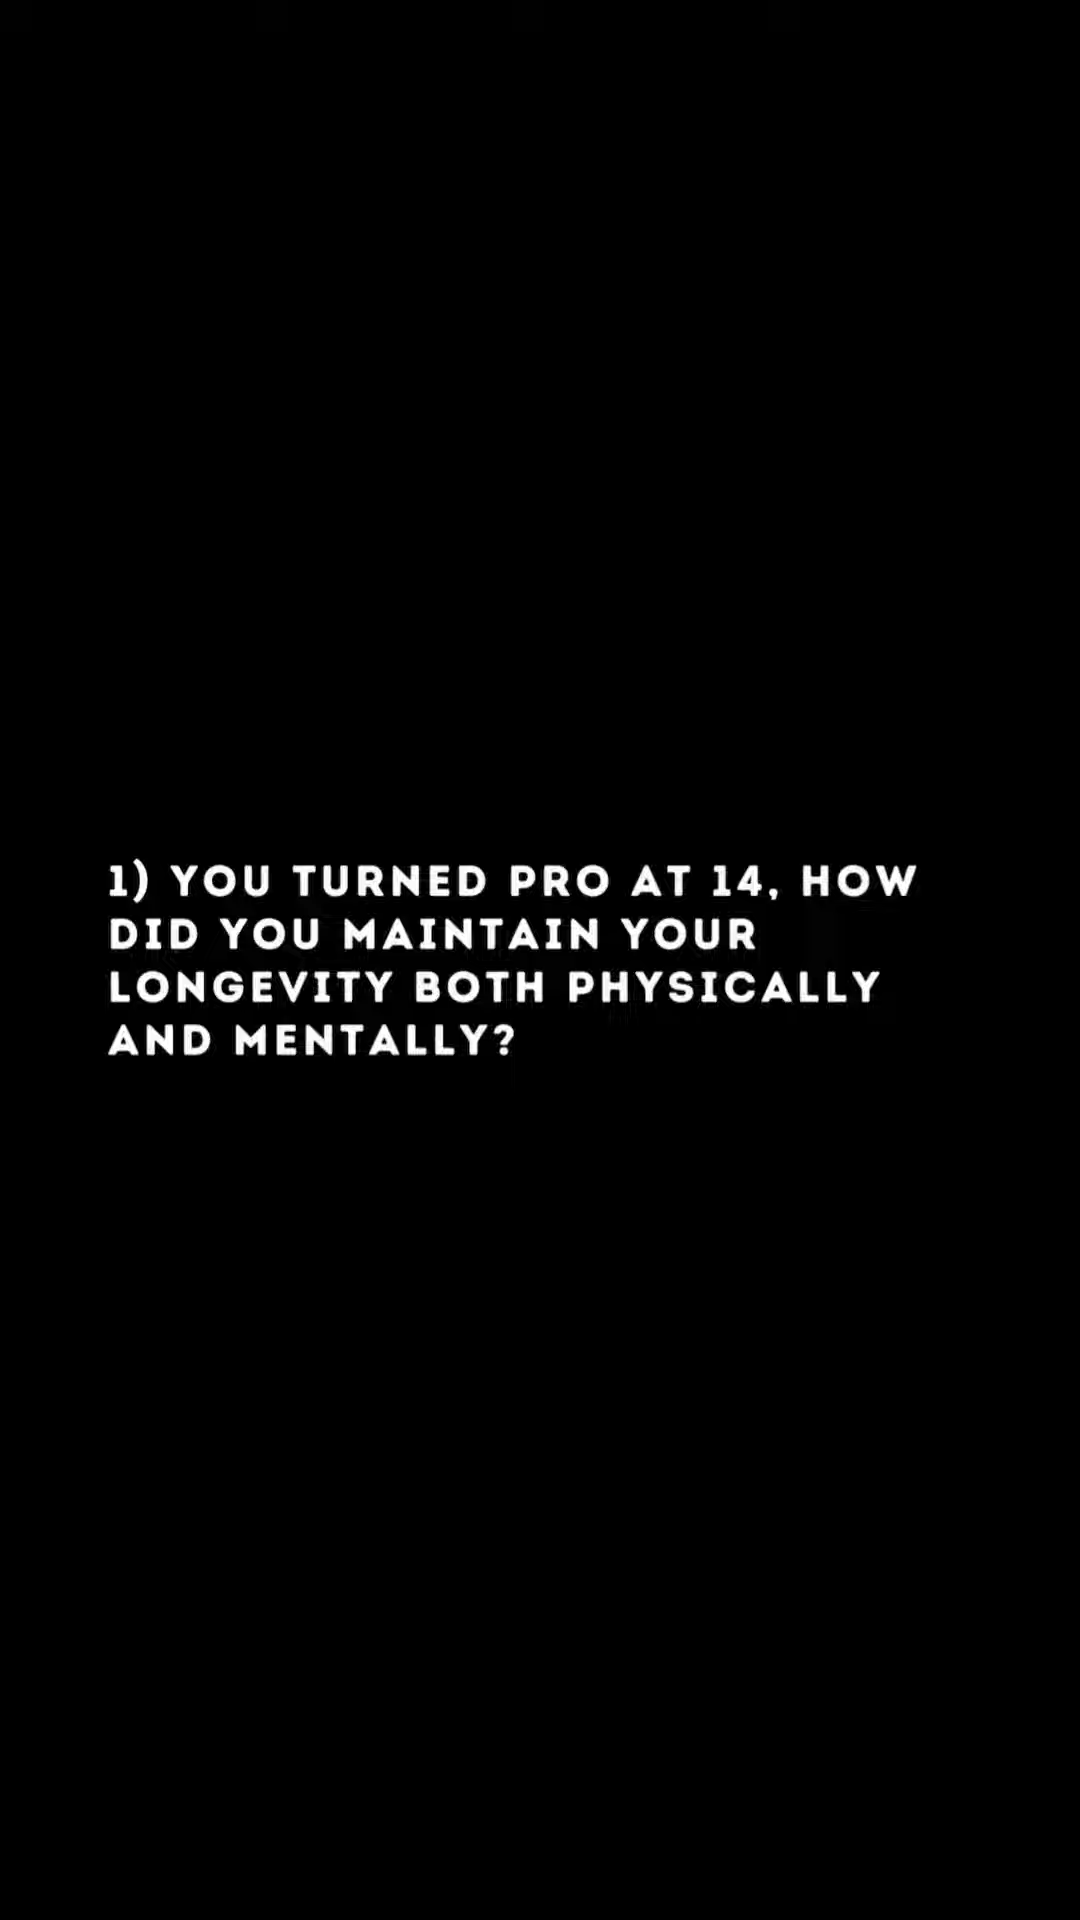 1) YOU TURNED PRO AT 14, HOW
DID YOU MAINTAIN YOUR
LONGEVITY BOTH PHYSICALLY
AND MENTALLY?